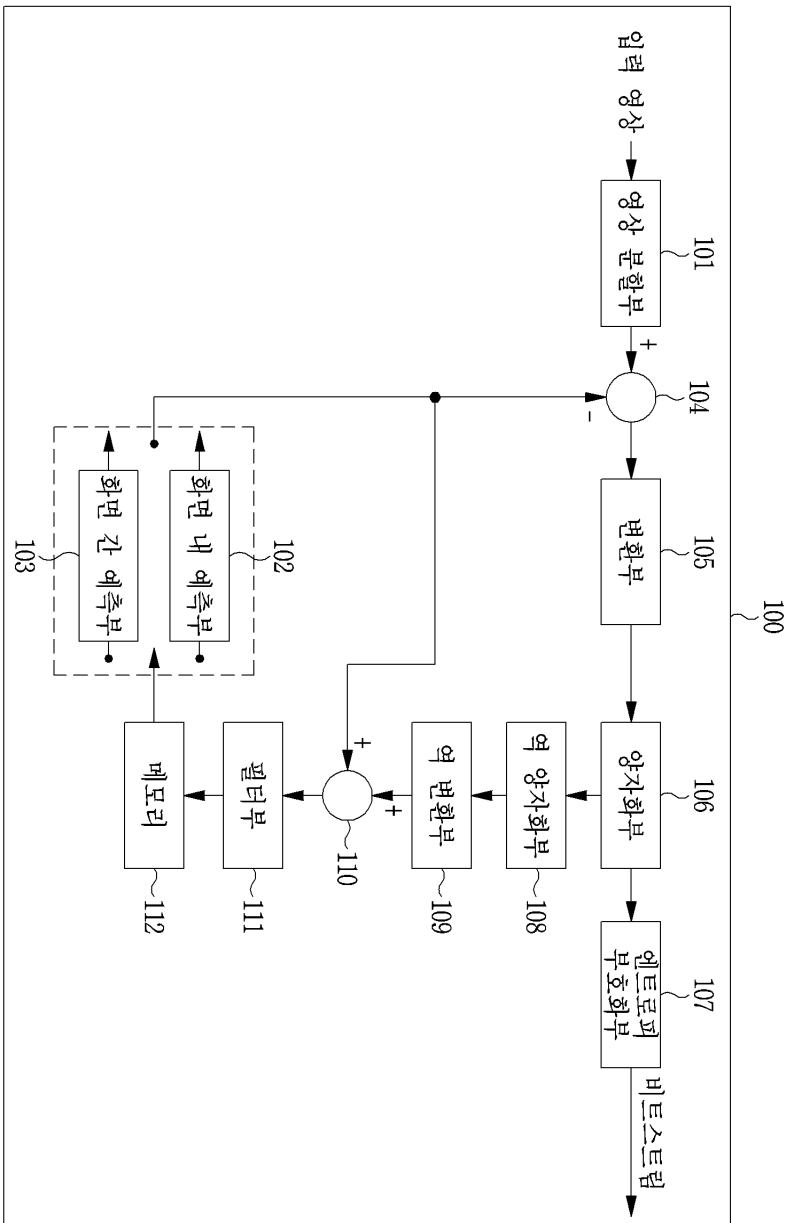 100
입력 영상
101
영상 분할부
+
-
104
105
변환부
106
양자화부
107
엔트로피
부호화부
비트스트림
108
역 양자화부
109
역 변환부
+
+
110
111
필터부
112
메모리
102
화면 내 예측부
103
화면 간 예측부